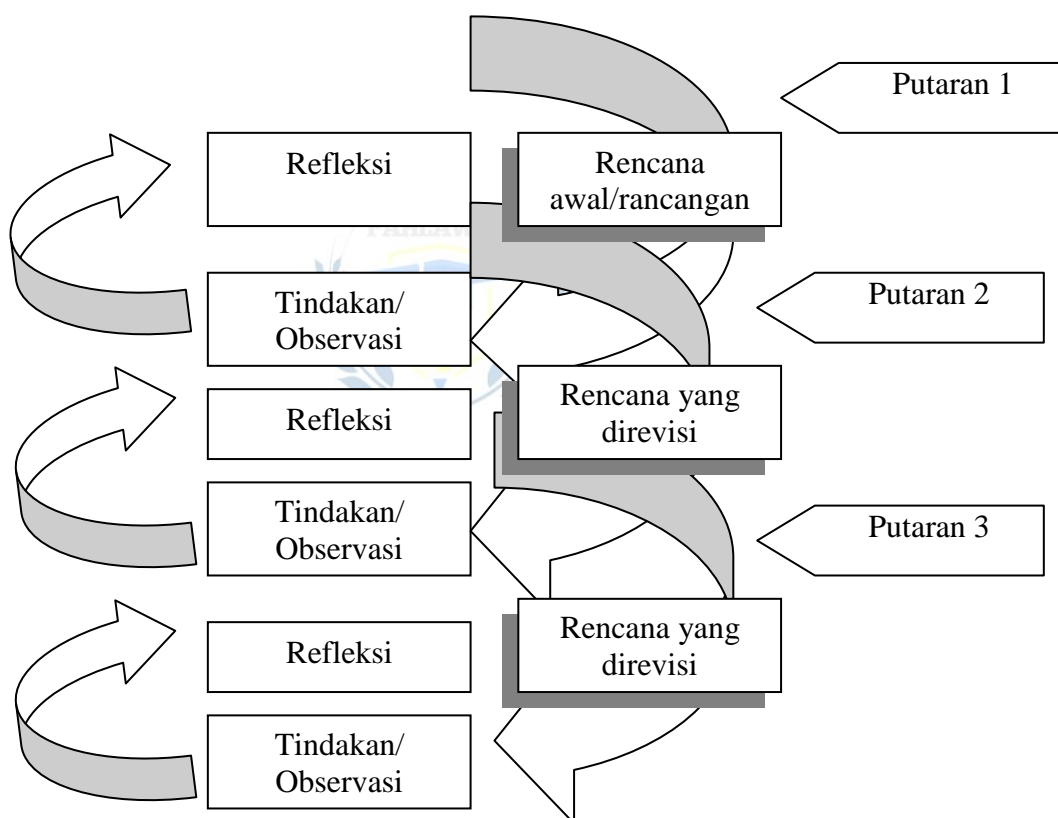 Putaran 1
Refleksi
Rencana
awal/rancangan
Tindakan/
Observasi
Putaran 2
Refleksi
Rencana yang
direvisi
Tindakan/
Observasi
Putaran 3
Refleksi
Rencana yang
direvisi
Tindakan/
Observasi